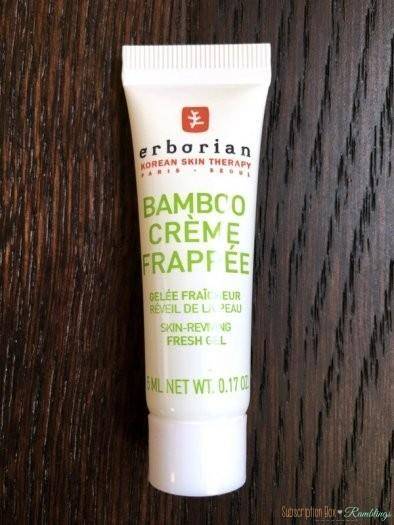 erborian
KOREAN SKIN THERAPY
PARIS - SEOUL
BAMBOO
CRÈME
FRAPPÉE
GELÉE FRAÎCHEUR
RÉVEIL DE LA PEAU
SKIN-REVIVING
FRESH GEL
5 ML NET WT. 0.17 OZ.
Subscription Box ♥ Ramblings